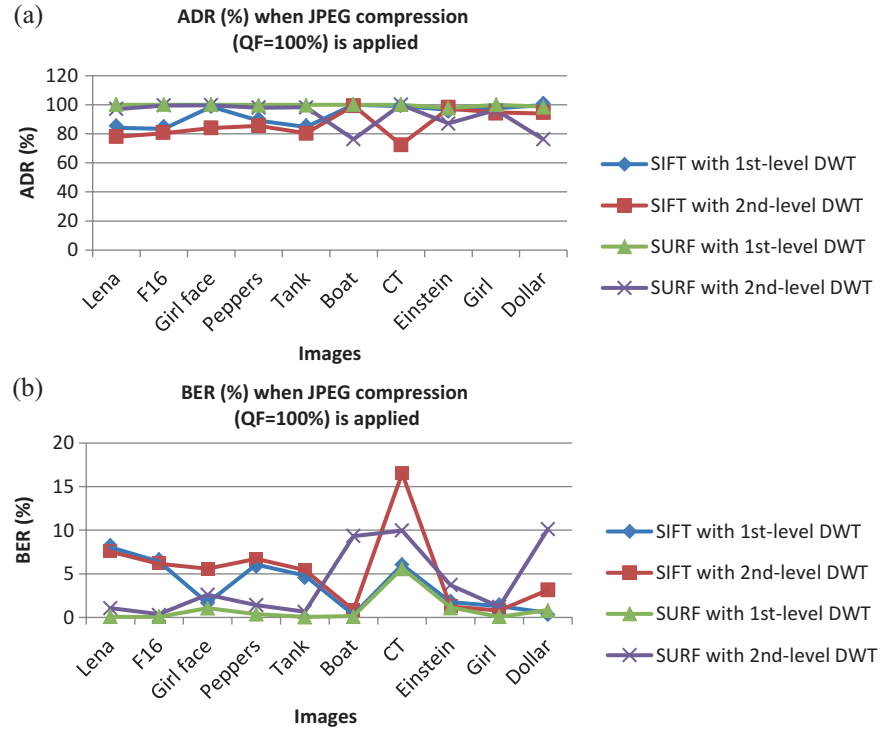 (a)
ADR (%) when JPEG compression
(QF=100%) is applied
120
100
80
60
40
20
0
ADR (%)
Lena
F16
Girl face
Peppers
Tank
Boat
CT
Einstein
Girl
Dollar
Images
SIFT with 1st-level DWT
SIFT with 2nd-level DWT
SURF with 1st-level DWT
SURF with 2nd-level DWT
(b)
BER (%) when JPEG compression
(QF=100%) is applied
20
15
10
5
0
BER (%)
Lena
F16
Girl face
Peppers
Tank
Boat
CT
Einstein
Girl
Dollar
Images
SIFT with 1st-level DWT
SIFT with 2nd-level DWT
SURF with 1st-level DWT
SURF with 2nd-level DWT